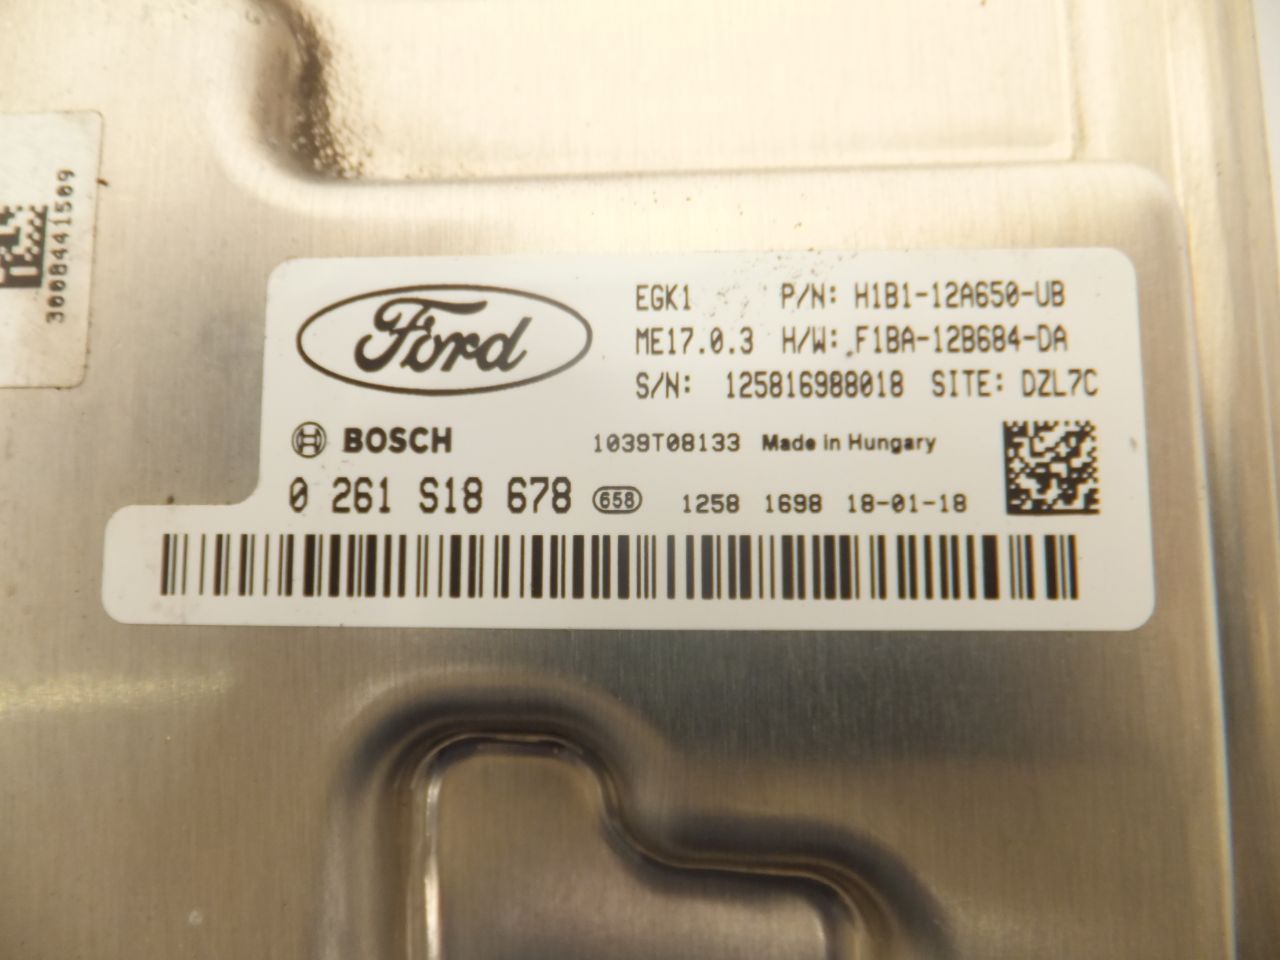 3008441509
Ford
EGK1 P/N: H1B1-12A650-UB
ME17.0.3 H/W: F1BA-12B684-DA
S/N: 125816988018 SITE: DZL7C
BOSCH 1039T08133 Made in Hungary
0 261 S18 678 658 1258 1698 18-01-18